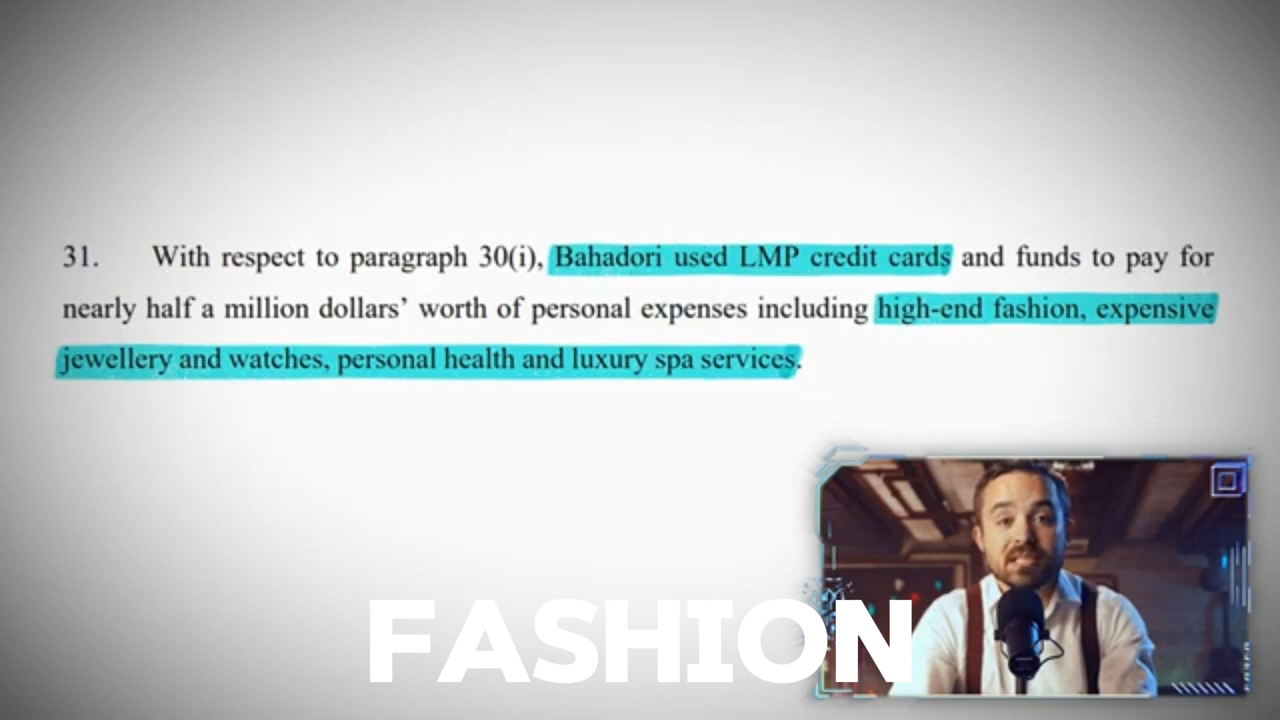 31. With respect to paragraph 30(i), Bahadori used LMP credit cards and funds to pay for
nearly half a million dollars’ worth of personal expenses including high-end fashion, expensive
jewellery and watches, personal health and luxury spa services.
FASHION